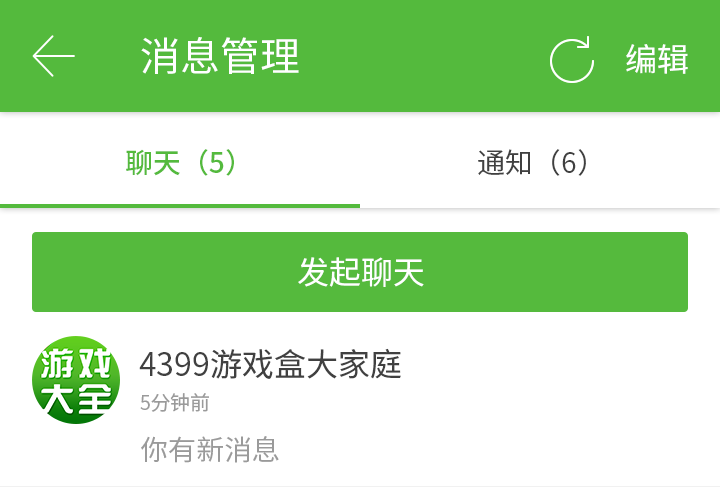 消息管理 编辑
聊天（5） 通知（6）
发起聊天
游戏
大全
4399游戏盒大家庭
5分钟前
你有新消息